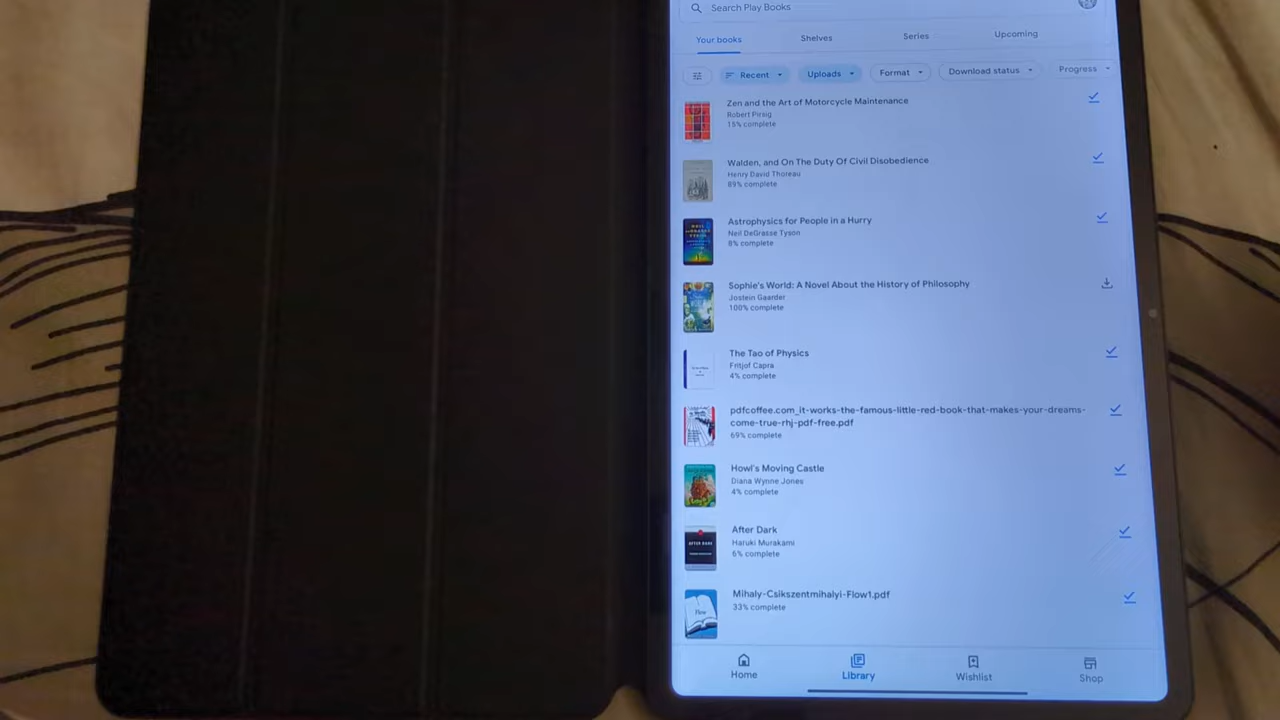 Search Play Books
Your books
Shelves
Series
Upcoming
Recent
Uploads
Format
Download status
Progress
Zen and the Art of Motorcycle Maintenance
Robert Pirsig
15% complete
Walden, and On The Duty Of Civil Disobedience
Henry David Thoreau
89% complete
Astrophysics for People in a Hurry
Neil DeGrasse Tyson
8% complete
Sophie's World: A Novel About the History of Philosophy
Jostein Gaarder
100% complete
The Tao of Physics
Fritjof Capra
4% complete
pdfcoffee.com_it-works-the-famous-little-red-book-that-makes-your-dreams-
come-true-rhj-pdf-free.pdf
69% complete
Howl's Moving Castle
Diana Wynne Jones
4% complete
After Dark
Haruki Murakami
6% complete
AFTER DARK
Mihaly-Csikszentmihalyi-Flow1.pdf
33% complete
Flow
Home
Library
Wishlist
Shop